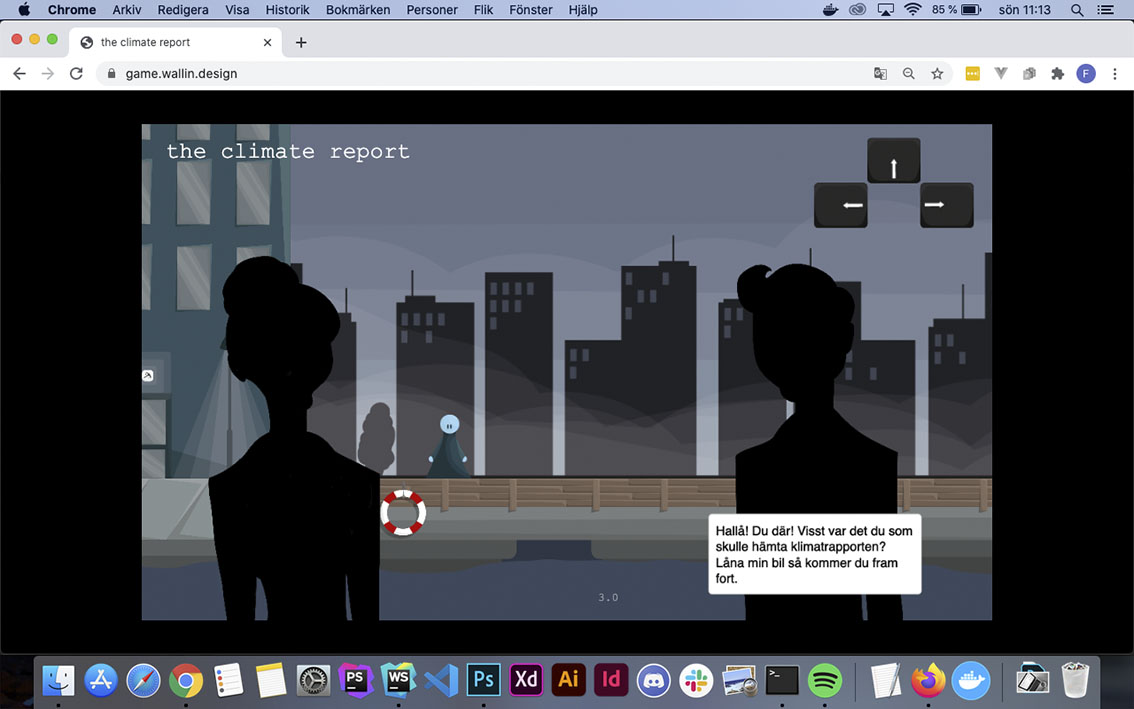 Chrome Arkiv Redigera Visa Historik Bokmärken Personer Flik Fönster Hjälp 85 % sön 11:13
the climate report
game.wallin.design F
the climate report
Hallå! Du där! Visst var det du som
skulle hämta klimatrapporten?
Låna min bil så kommer du fram
fort.
3.0
PS WS Ps Xd Ai Id